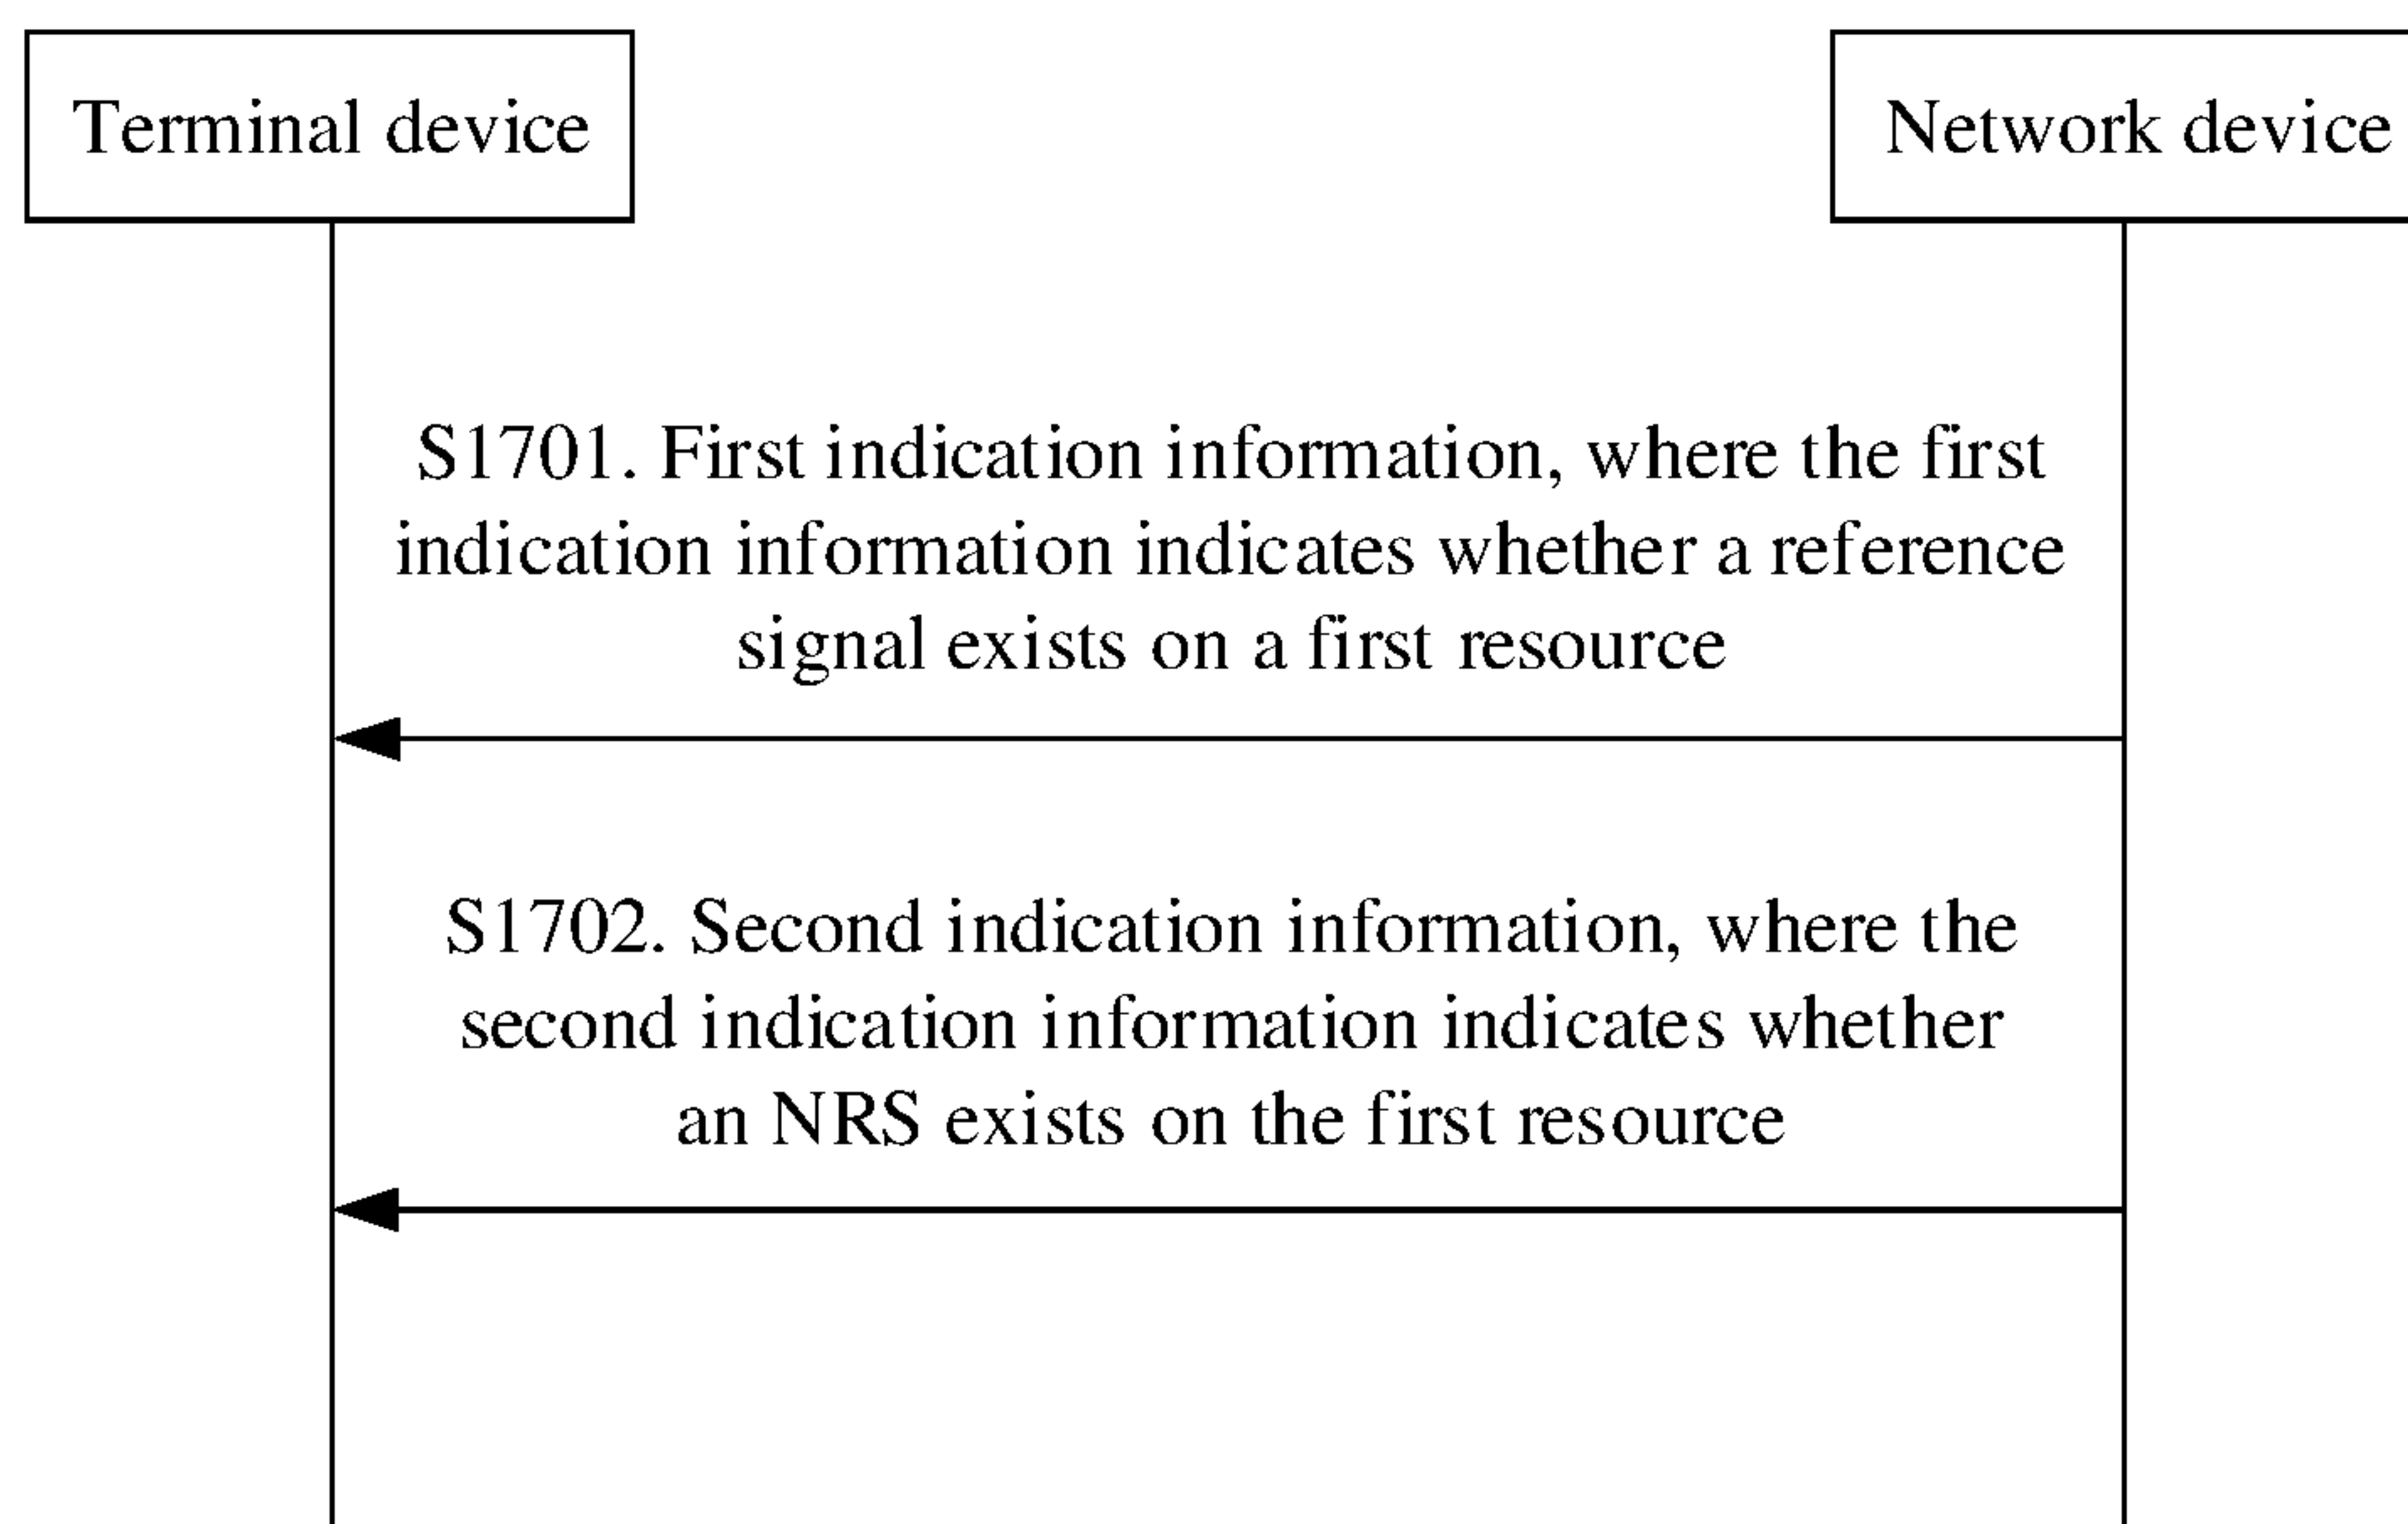 Terminal device
Network device
S1701. First indication information, where the first
indication information indicates whether a reference
signal exists on a first resource
S1702. Second indication information, where the
second indication information indicates whether
an NRS exists on the first resource